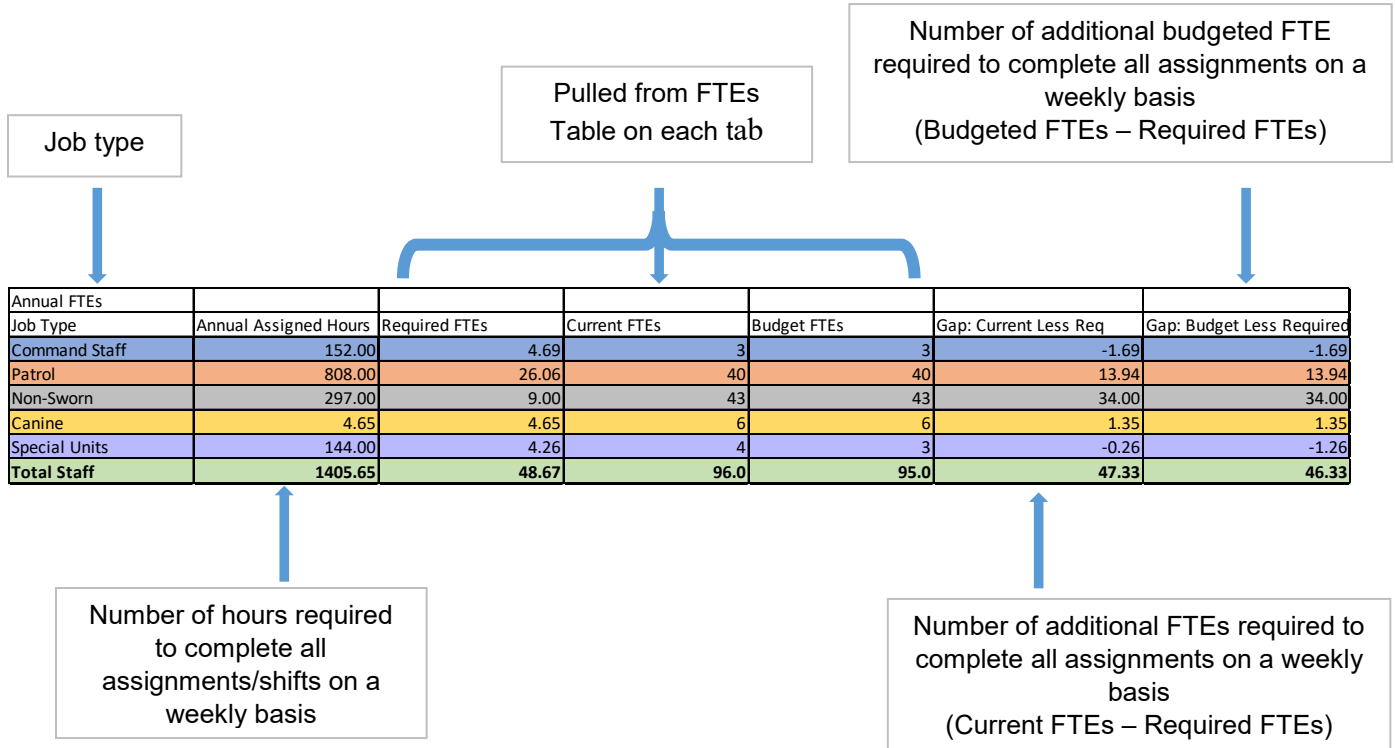 Number of additional budgeted FTE
required to complete all assignments on a
weekly basis
(Budgeted FTEs – Required FTEs)
Pulled from FTEs
Table on each tab
Job type
Annual FTEs
Job Type Annual Assigned Hours Required FTEs Current FTEs Budget FTEs Gap: Current Less Req Gap: Budget Less Required
Command Staff 152.00 4.69 3 3 -1.69 -1.69
Patrol 808.00 26.06 40 40 13.94 13.94
Non-Sworn 297.00 9.00 43 43 34.00 34.00
Canine 4.65 4.65 6 6 1.35 1.35
Special Units 144.00 4.26 4 3 -0.26 -1.26
Total Staff 1405.65 48.67 96.0 95.0 47.33 46.33
Number of hours required
to complete all
assignments/shifts on a
weekly basis
Number of additional FTEs required to
complete all assignments on a weekly
basis
(Current FTEs – Required FTEs)